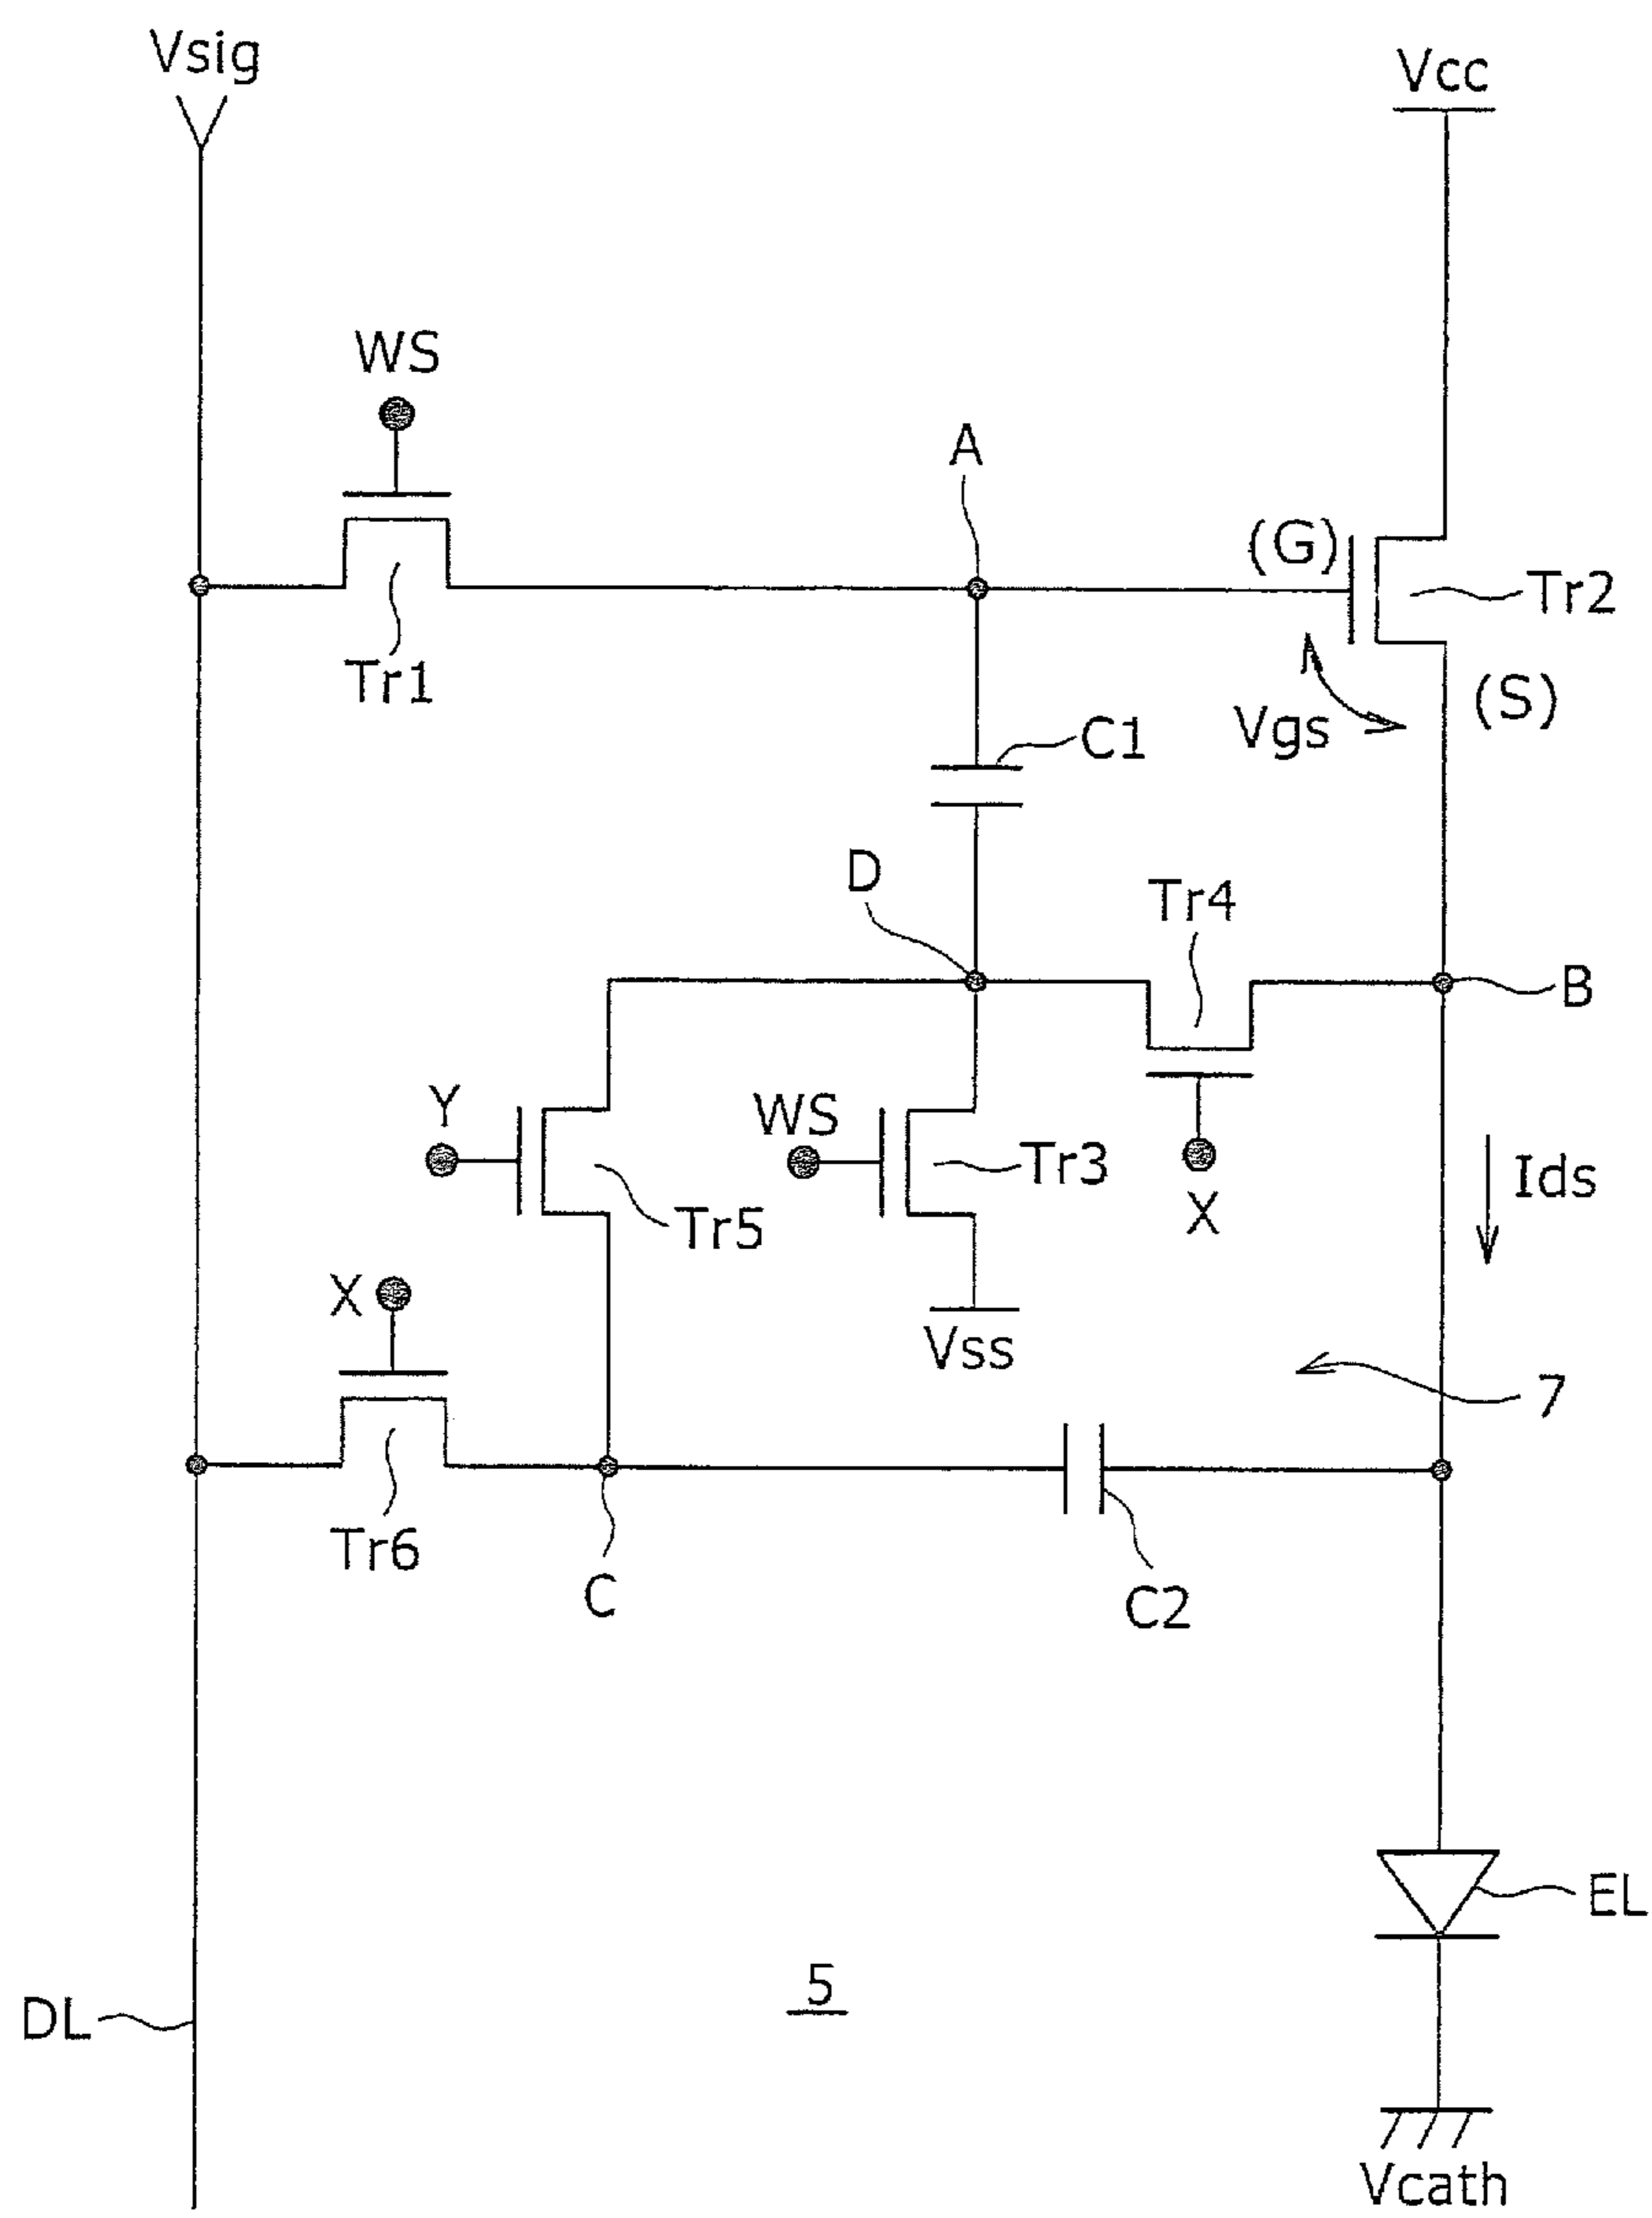 Vsig
Vcc
WS
A
(G)
Tr2
Tr1
(S)
Vgs
C1
D
Tr4
B
Y
WS
Tr3
X
Ids
Tr5
X
Vss
7
Tr6
C
C2
EL
5
DL
Vcath